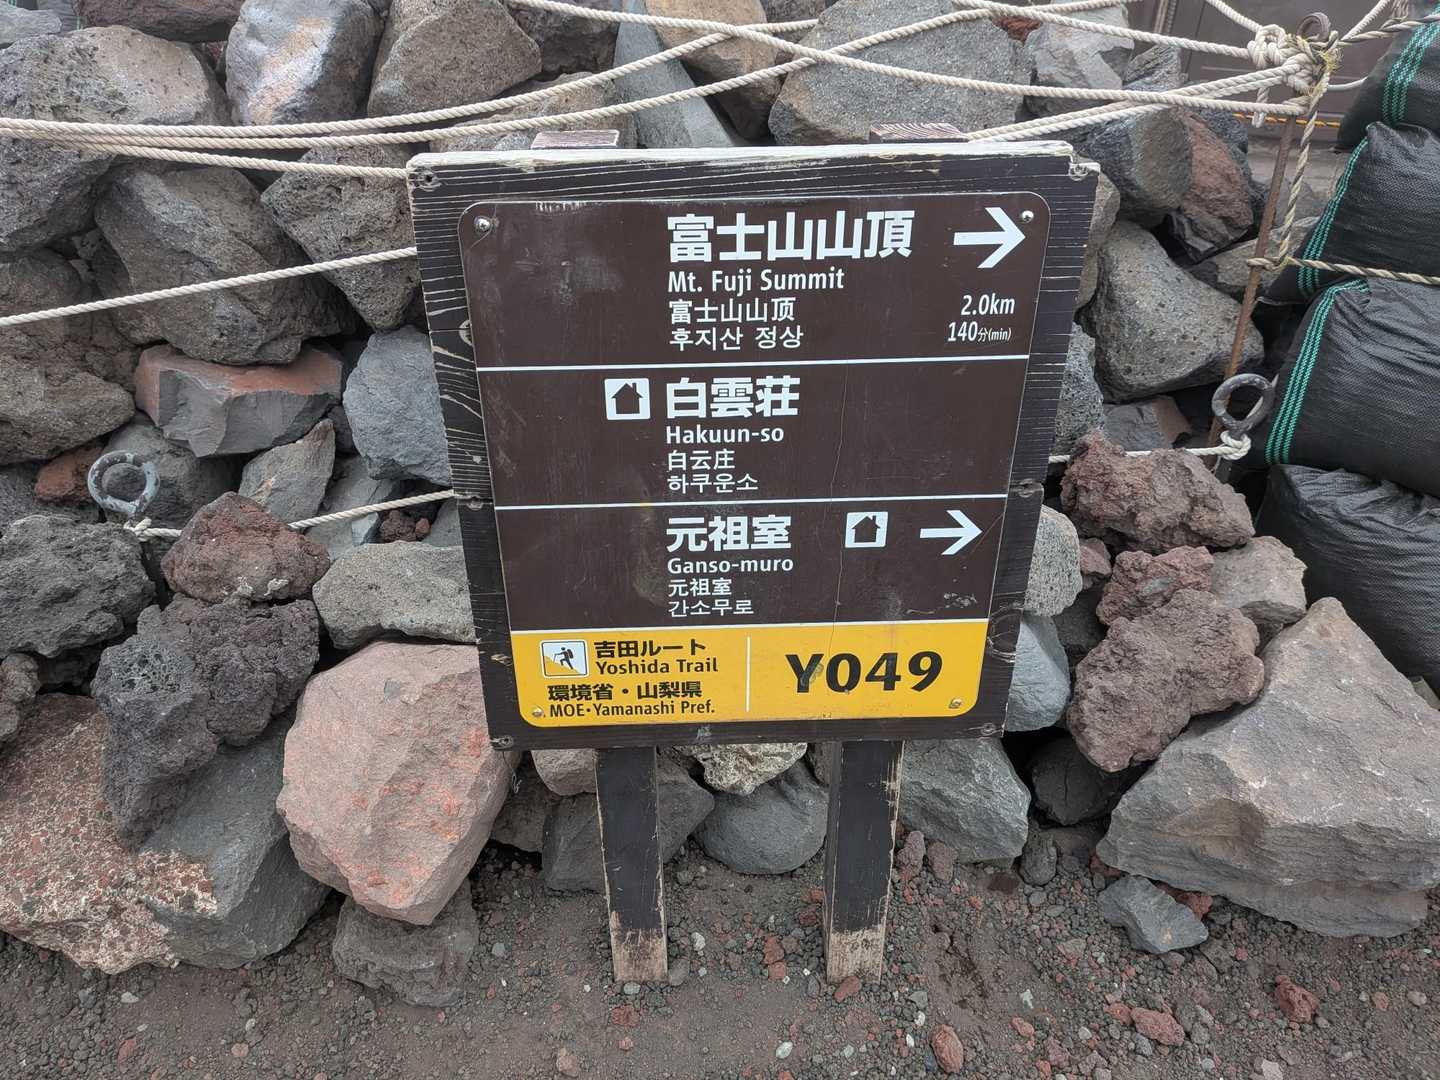 富士山山頂
Mt. Fuji Summit
富士山山顶
후지산 정상
2.0km
140分(min)
白雲荘
Hakuun-so
白云庄
하쿠운소
元祖室
Ganso-muro
元祖室
간소무로
吉田ルート
Yoshida Trail
環境省・山梨県
MOE・Yamanashi Pref.
Y049